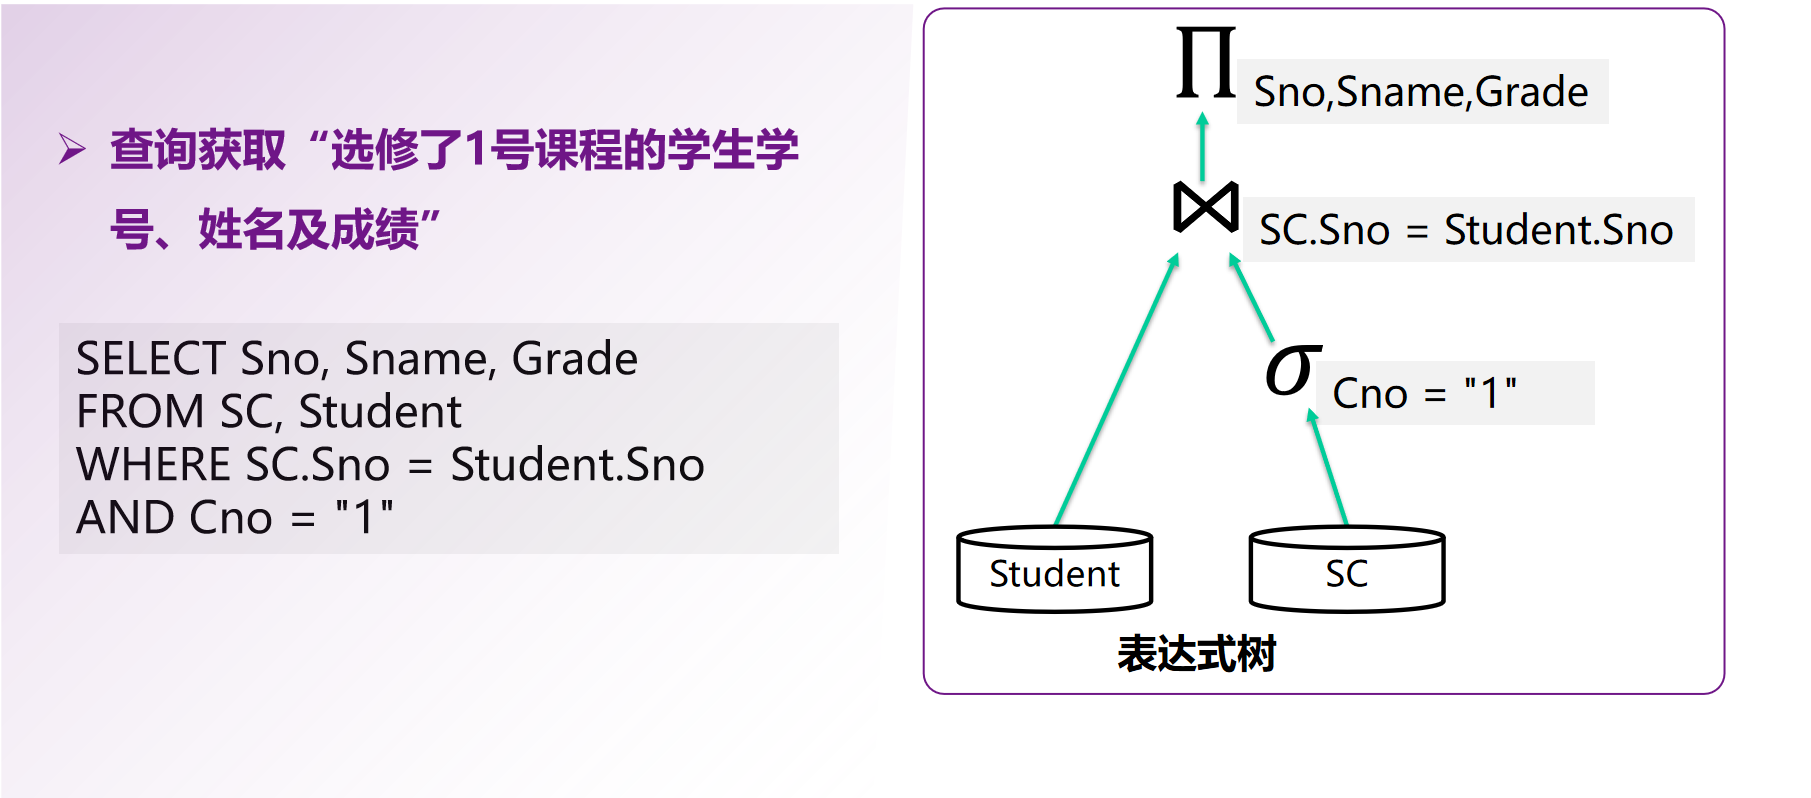 ➢ 查询获取“选修了1号课程的学生学
号、姓名及成绩”
SELECT Sno, Sname, Grade
FROM SC, Student
WHERE SC.Sno = Student.Sno
AND Cno = "1"
∏ Sno,Sname,Grade
⋈ SC.Sno = Student.Sno
σ Cno = "1"
Student
SC
表达式树